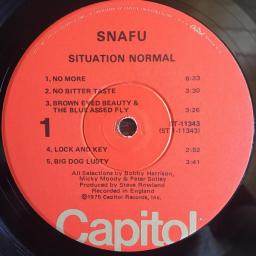 SNAFU
SITUATION NORMAL
1. NO MORE 6:33
2. NO BITTER TASTE 3:30
3. BROWN EYED BEAUTY &
THE BLUE ASSED FLY 3:26
1
ST-11343
(ST 1-11343)
4. LOCK AND KEY 2:52
5. BIG DOG LUSTY 3:41
All Selections by Bobby Harrison,
Micky Moody & Peter Solley
Produced by Steve Rowland
Recorded in England
℗1975 Capitol Records, Inc.
Capitol